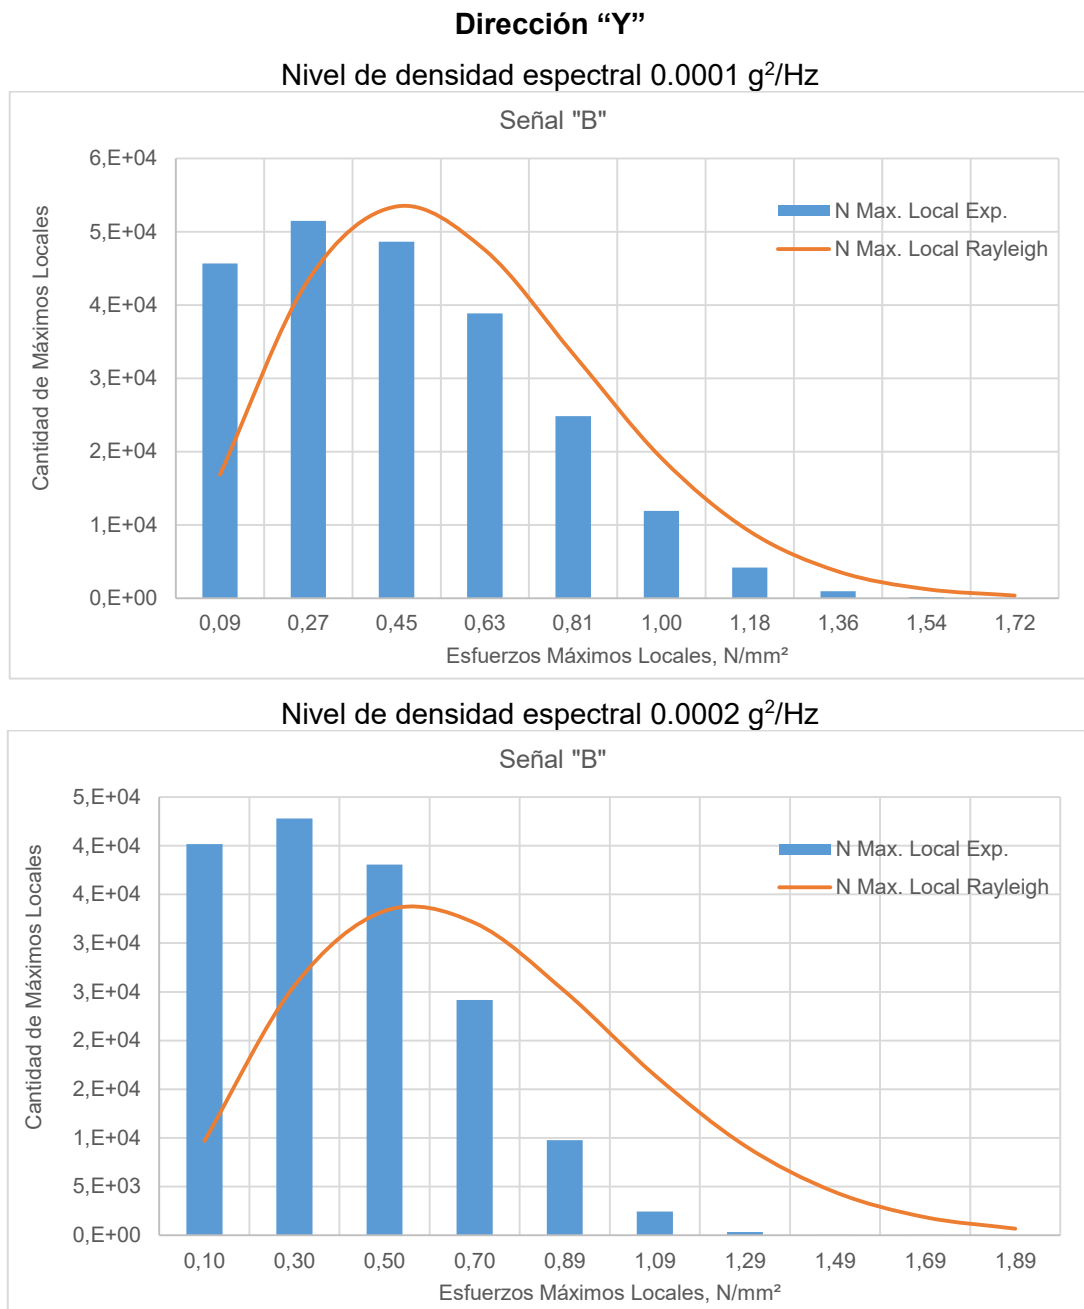 Dirección “Y”
Nivel de densidad espectral 0.0001 g²/Hz
Señal "B"
Cantidad de Máximos Locales
6,E+04
5,E+04
4,E+04
3,E+04
2,E+04
1,E+04
0,E+00
N Max. Local Exp.
N Max. Local Rayleigh
0,09 0,27 0,45 0,63 0,81 1,00 1,18 1,36 1,54 1,72
Esfuerzos Máximos Locales, N/mm²
Nivel de densidad espectral 0.0002 g²/Hz
Señal "B"
Cantidad de Máximos Locales
5,E+04
4,E+04
4,E+04
3,E+04
3,E+04
2,E+04
2,E+04
1,E+04
5,E+03
0,E+00
N Max. Local Exp.
N Max. Local Rayleigh
0,10 0,30 0,50 0,70 0,89 1,09 1,29 1,49 1,69 1,89
Esfuerzos Máximos Locales, N/mm²